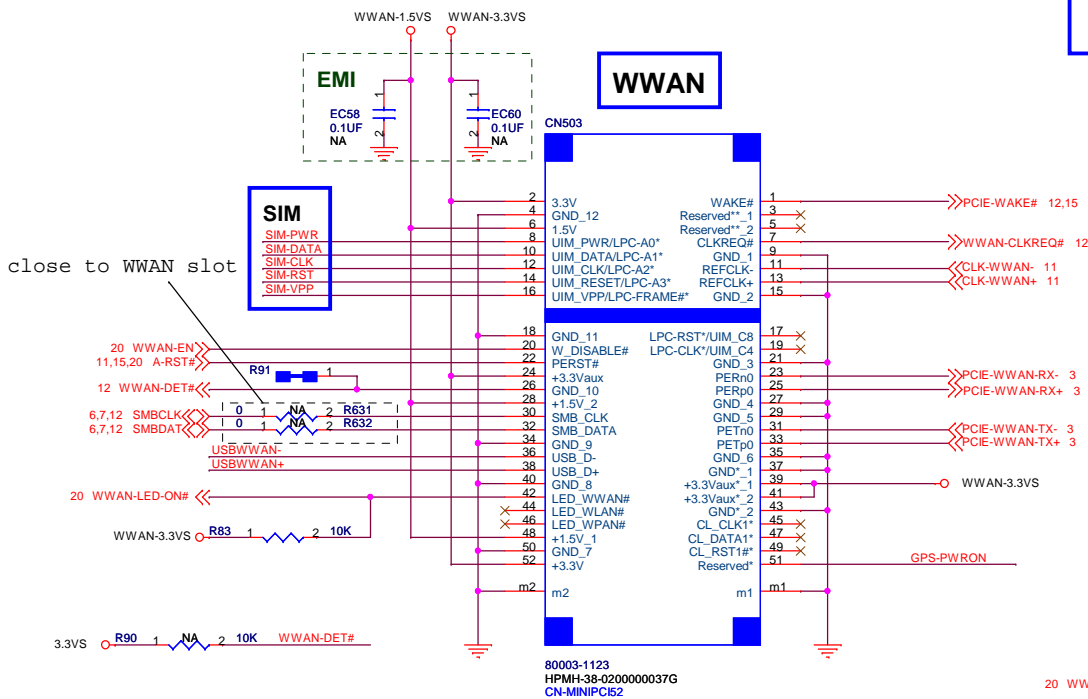 WWAN-1.5VS WWAN-3.3VS
EMI
1 1
EC58 EC60
0.1UF 0.1UF
NA NA
2 2
WWAN
CN503
SIM
SIM-PWR
SIM-DATA
SIM-CLK
SIM-RST
SIM-VPP
close to WWAN slot
2 3.3V WAKE# 1 PCIE-WAKE# 12,15
4 GND_12 Reserved**_1 3
6 1.5V Reserved**_2 5
8 UIM_PWR/LPC-A0* CLKREQ# 7 WWAN-CLKREQ# 12
10 UIM_DATA/LPC-A1* GND_1 9
12 UIM_CLK/LPC-A2* REFCLK- 11 CLK-WWAN- 11
14 UIM_RESET/LPC-A3* REFCLK+ 13 CLK-WWAN+ 11
16 UIM_VPP/LPC-FRAME#* GND_2 15
18 GND_11 LPC-RST*/UIM_C8 17
20 WWAN-EN 20 W_DISABLE# LPC-CLK*/UIM_C4 19
11,15,20 A-RST# 22 PERST# GND_3 21
R91 1 24 +3.3Vaux PERn0 23 PCIE-WWAN-RX- 3
12 WWAN-DET# 26 GND_10 PERp0 25 PCIE-WWAN-RX+ 3
28 +1.5V_2 GND_4 27
6,7,12 SMBCLK 0 1 NA 2 R631 30 SMB_CLK GND_5 29
6,7,12 SMBDAT 0 1 NA 2 R632 32 SMB_DATA PETn0 31 PCIE-WWAN-TX- 3
34 GND_9 PETp0 33 PCIE-WWAN-TX+ 3
USBWWAN- 36 USB_D- GND_6 35
USBWWAN+ 38 USB_D+ GND*_1 37
40 GND_8 +3.3Vaux*_1 39 WWAN-3.3VS
20 WWAN-LED-ON# 42 LED_WWAN# +3.3Vaux*_2 41
44 LED_WLAN# GND*_2 43
46 LED_WPAN# CL_CLK1* 45
WWAN-3.3VS R83 1 2 10K 48 +1.5V_1 CL_DATA1* 47
50 GND_7 CL_RST1#* 49
52 +3.3V Reserved* 51 GPS-PWRON
m2 m2 m1 m1
3.3VS R90 1 NA 2 10K WWAN-DET#
80003-1123
HPMH-38-0200000037G
CN-MINIPCI52
20 WW